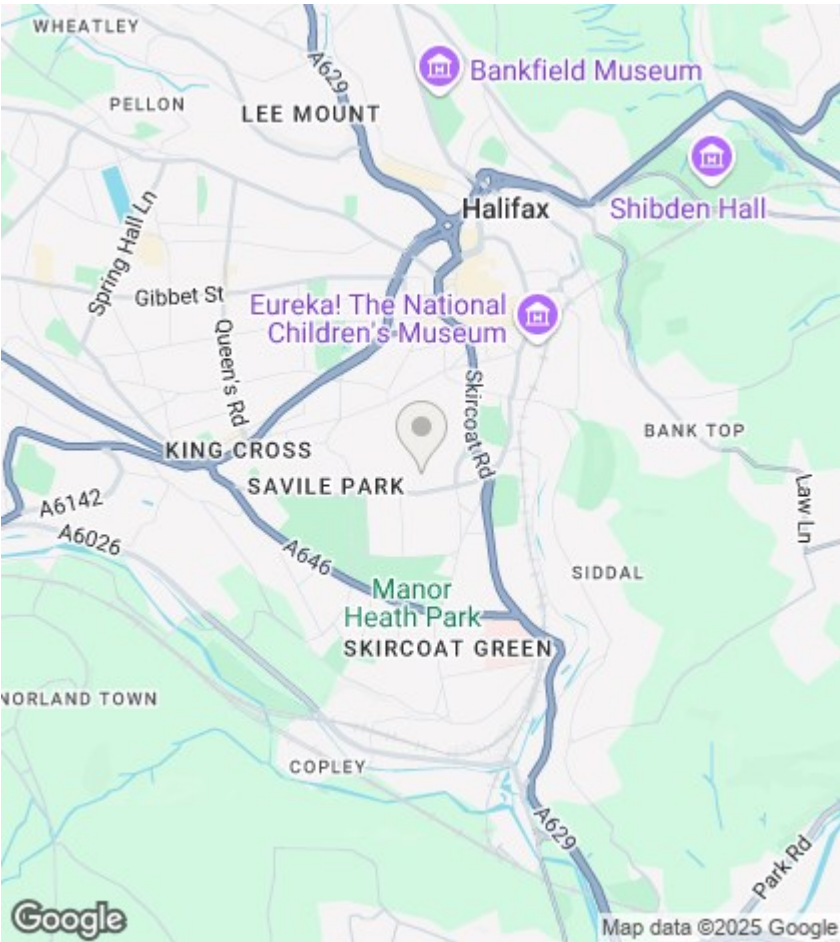 WHEATLEY
A629
Bankfield Museum
PELLON
LEE MOUNT
Halifax
Shibden Hall
Spring Hall Ln
Gibbet St
Eureka! The National
Children's Museum
Queen's Rd
Skircoat Rd
BANK TOP
KING CROSS
SAVILE PARK
Law Ln
A6142
A6026
A646
SIDDAL
Manor
Heath Park
SKIRCOAT GREEN
NORLAND TOWN
COPLEY
A629
Park Rd
Google
Map data ©2025 Google